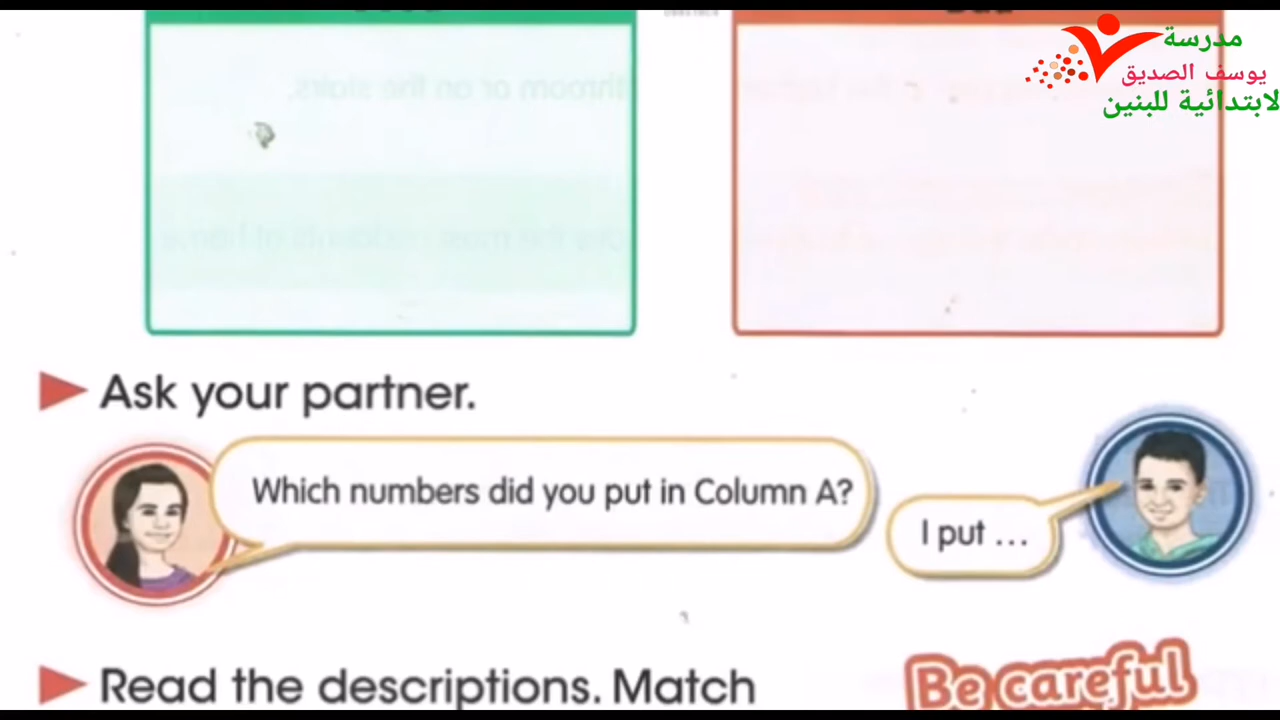 Bad
مدرسة
يوسف الصديق
لابتدائية للبنين
Ask your partner.
Which numbers did you put in Column A?
I put ...
Read the descriptions. Match
Be careful